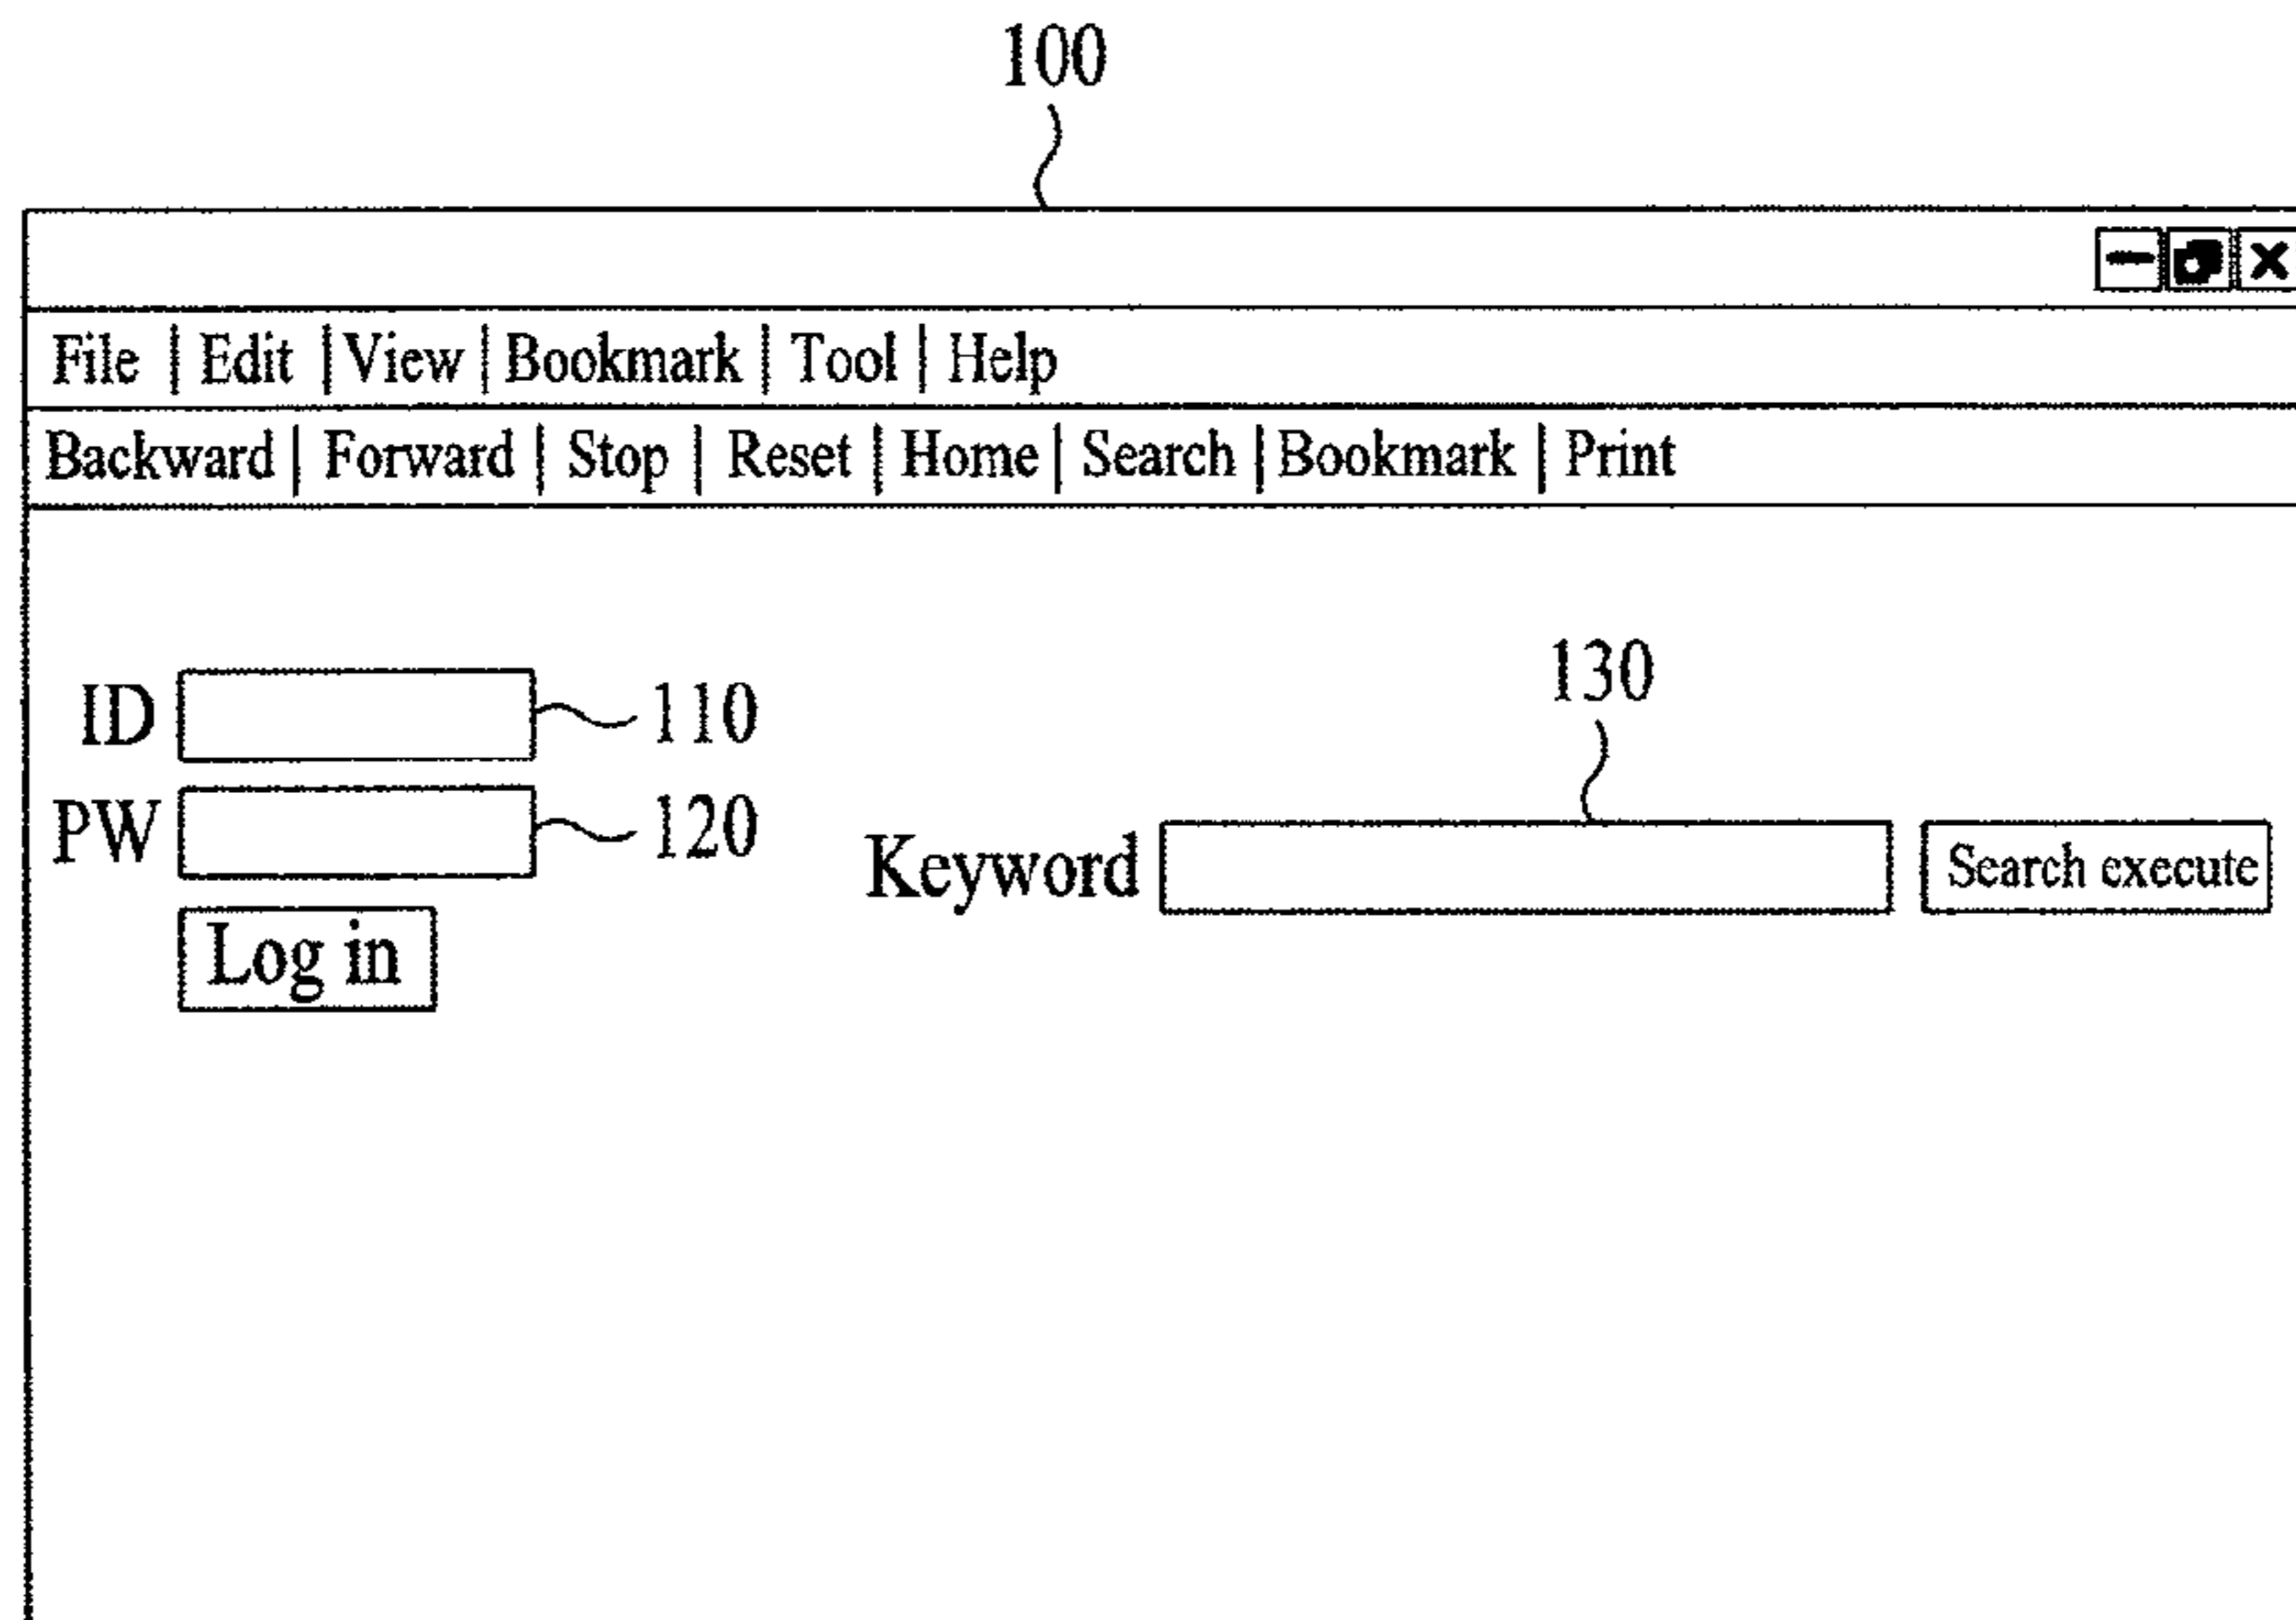 100
File | Edit | View | Bookmark | Tool | Help
Backward | Forward | Stop | Reset | Home | Search | Bookmark | Print
ID 110
PW 120
Log in
130
Keyword Search execute